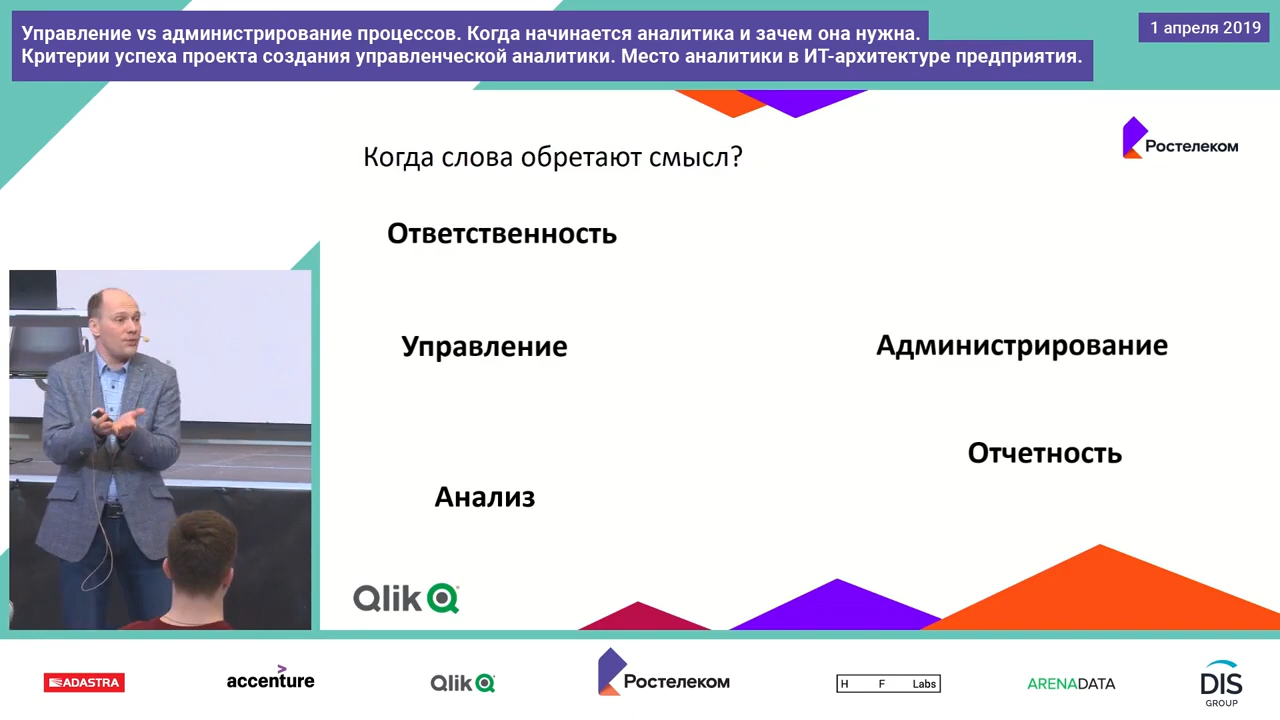 Управление vs администрирование процессов. Когда начинается аналитика и зачем она нужна.
Критерии успеха проекта создания управленческой аналитики. Место аналитики в ИТ-архитектуре предприятия.
1 апреля 2019
Ростелеком
Когда слова обретают смысл?
Ответственность
Управление
Администрирование
Отчетность
Анализ
Qlik
ADASTRA
accenture
Qlik
Ростелеком
H F Labs
ARENADATA
DIS
GROUP